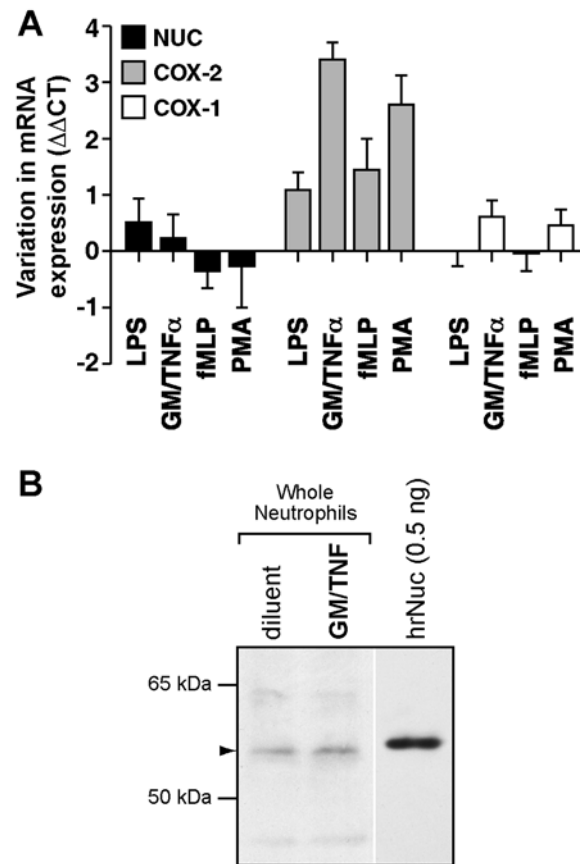 A
Variation in mRNA
expression (ΔΔCT)
4
3
2
1
0
-1
-2
NUC
COX-2
COX-1
LPS
GM/TNFα
fMLP
PMA
LPS
GM/TNFα
fMLP
PMA
LPS
GM/TNFα
fMLP
PMA
B
Whole
Neutrophils
diluent
GM/TNF
hrNuc (0.5 ng)
65 kDa
50 kDa